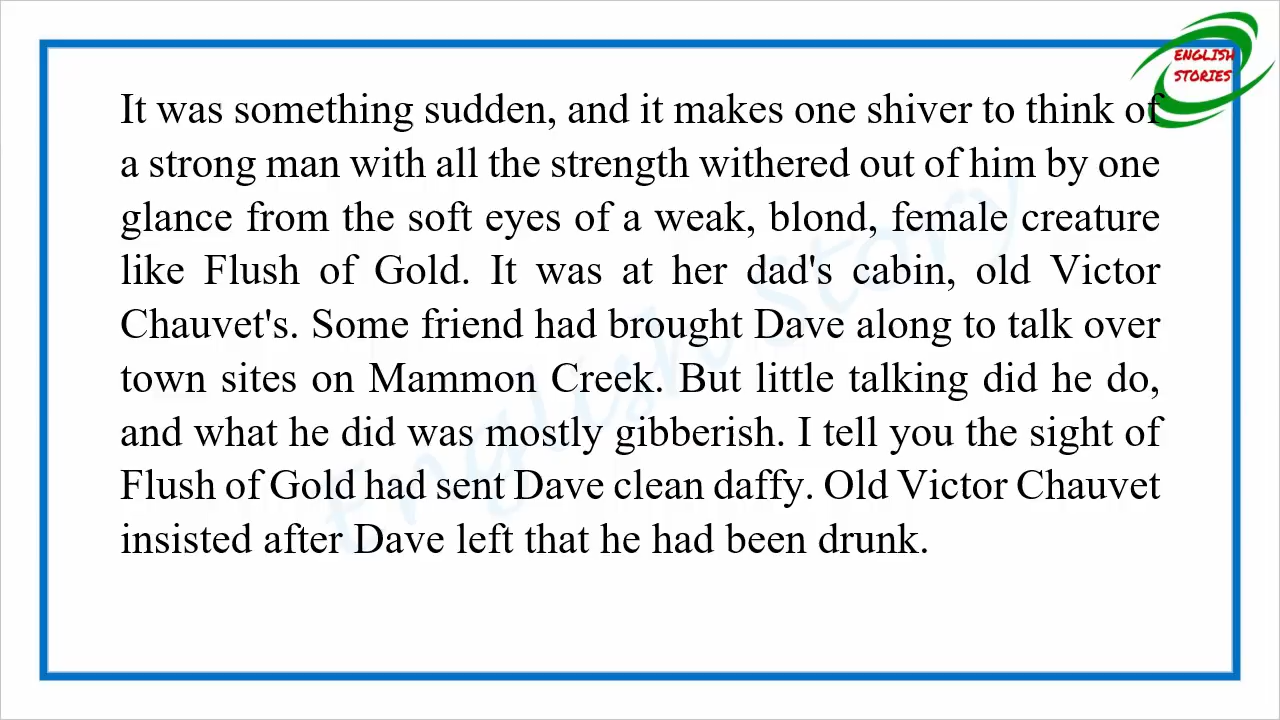 ENGLISH
STORIES
It was something sudden, and it makes one shiver to think of
a strong man with all the strength withered out of him by one
glance from the soft eyes of a weak, blond, female creature
like Flush of Gold. It was at her dad's cabin, old Victor
Chauvet's. Some friend had brought Dave along to talk over
town sites on Mammon Creek. But little talking did he do,
and what he did was mostly gibberish. I tell you the sight of
Flush of Gold had sent Dave clean daffy. Old Victor Chauvet
insisted after Dave left that he had been drunk.
English Story